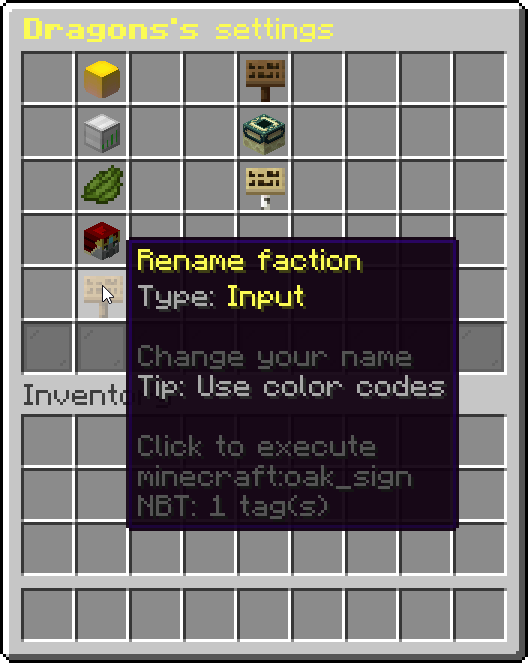 Dragons's settings
Rename faction
Type: Input
Change your name
Tip: Use color codes
Inventory
Click to execute
minecraft:oak_sign
NBT: 1 tag(s)